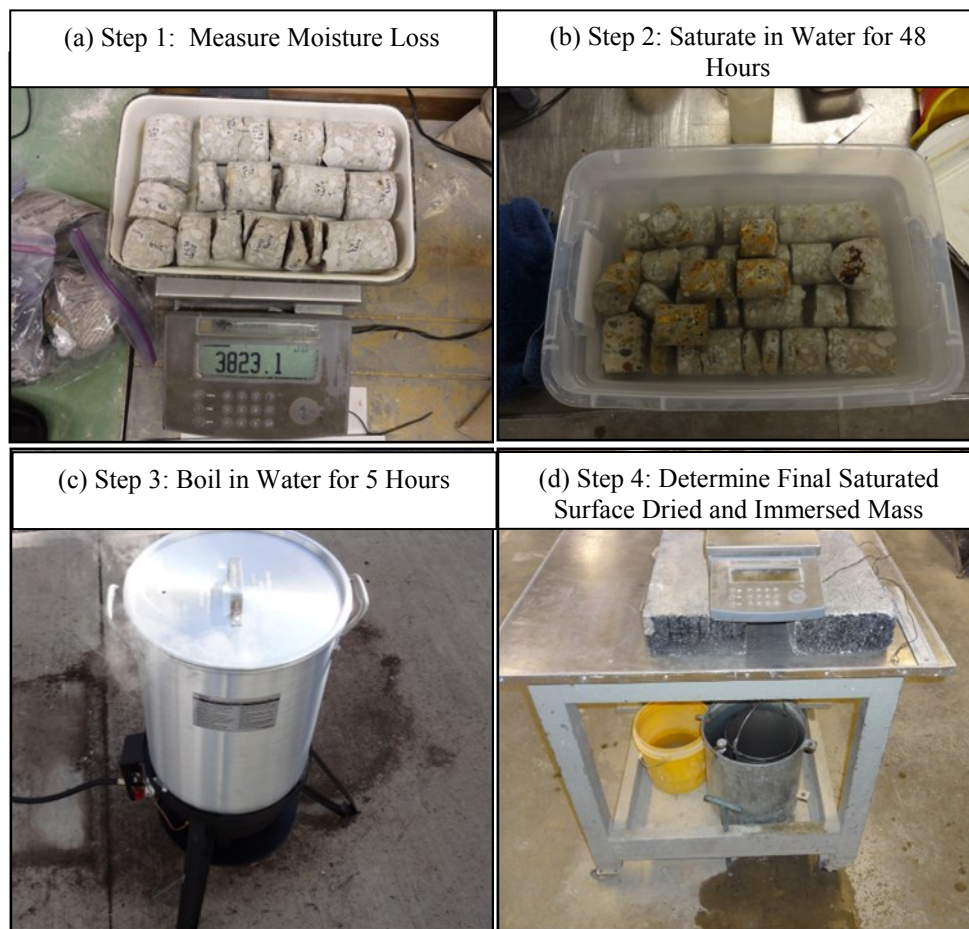 (a) Step 1: Measure Moisture Loss
(b) Step 2: Saturate in Water for 48
Hours
3823.1
(c) Step 3: Boil in Water for 5 Hours
(d) Step 4: Determine Final Saturated
Surface Dried and Immersed Mass